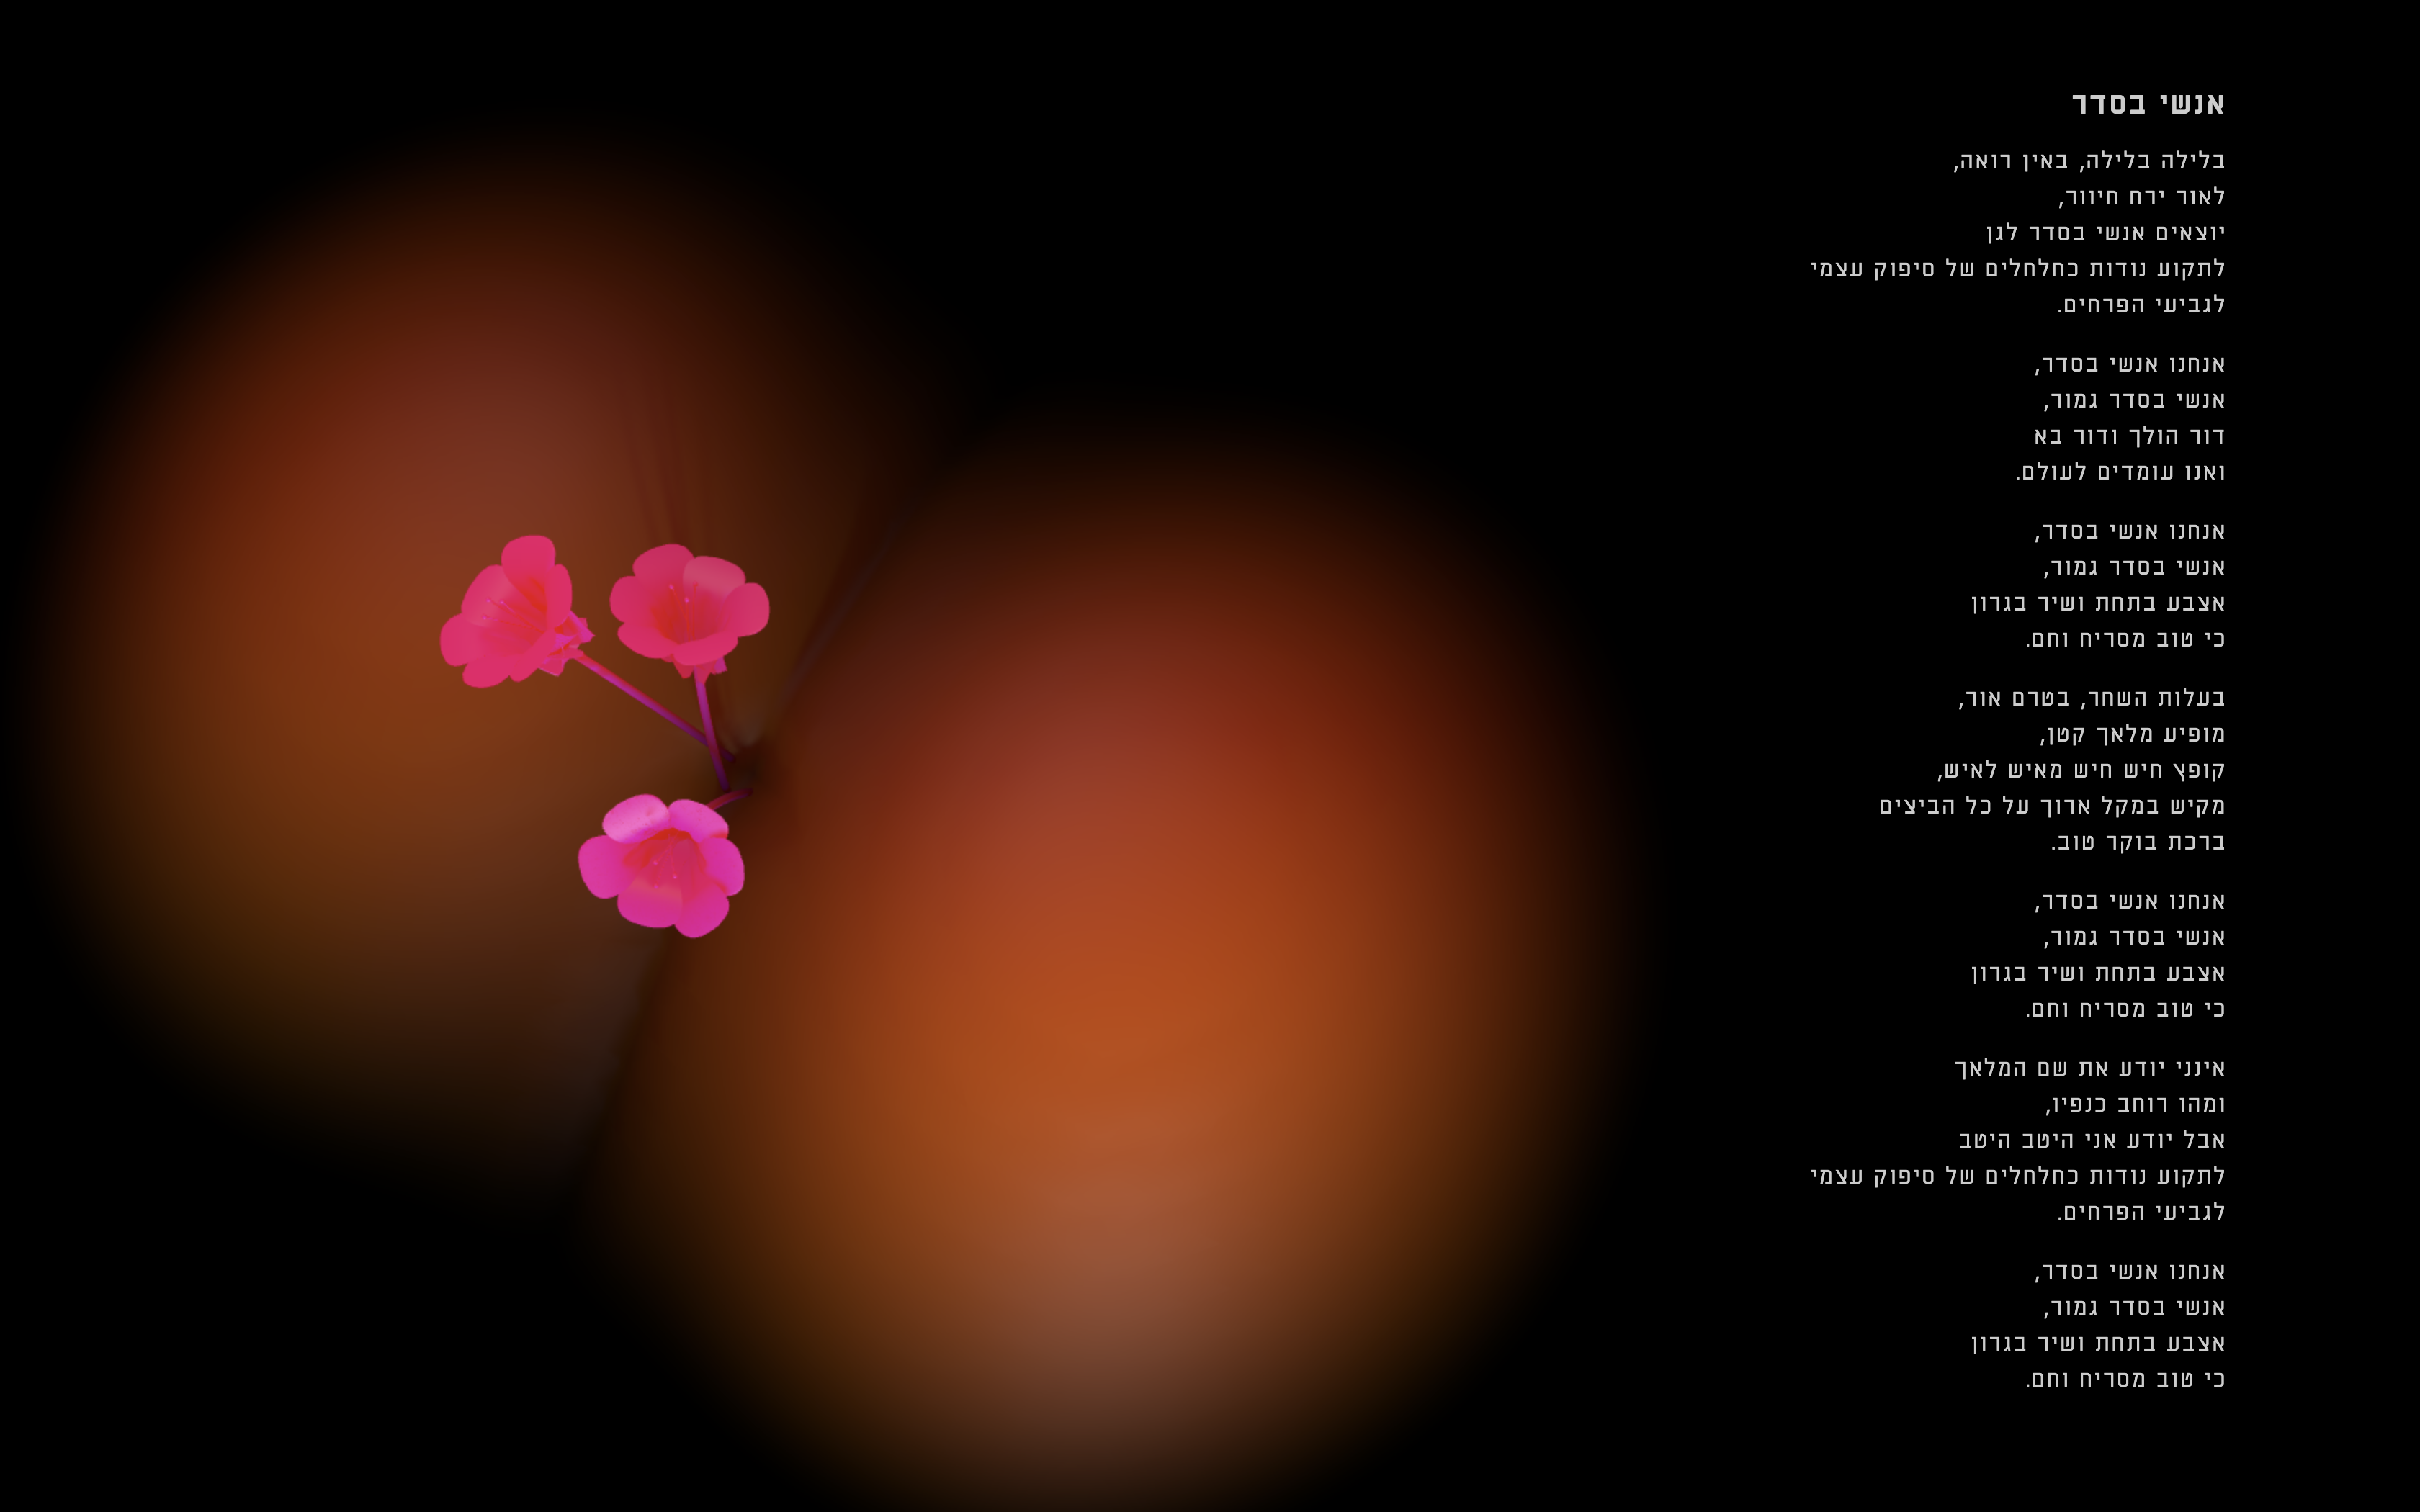 אנשי בסדר
בלילה בלילה, באין רואה,
לאור ירח חיוור,
יוצאים אנשי בסדר לגן
לתקוע נודות כחלחלים של סיפוק עצמי
לגביעי הפרחים.
אנחנו אנשי בסדר,
אנשי בסדר גמור,
דור הולך ודור בא
ואנו עומדים לעולם.
אנחנו אנשי בסדר,
אנשי בסדר גמור,
אצבע בתחת ושיר בגרון
כי טוב מסריח וחם.
בעלות השחר, בטרם אור,
מופיע מלאך קטן,
קופץ חיש חיש מאיש לאיש,
מקיש במקל ארוך על כל הביצים
ברכת בוקר טוב.
אנחנו אנשי בסדר,
אנשי בסדר גמור,
אצבע בתחת ושיר בגרון
כי טוב מסריח וחם.
אינני יודע את שם המלאך
ומהו רוחב כנפיו,
אבל יודע אני היטב היטב
לתקוע נודות כחלחלים של סיפוק עצמי
לגביעי הפרחים.
אנחנו אנשי בסדר,
אנשי בסדר גמור,
אצבע בתחת ושיר בגרון
כי טוב מסריח וחם.